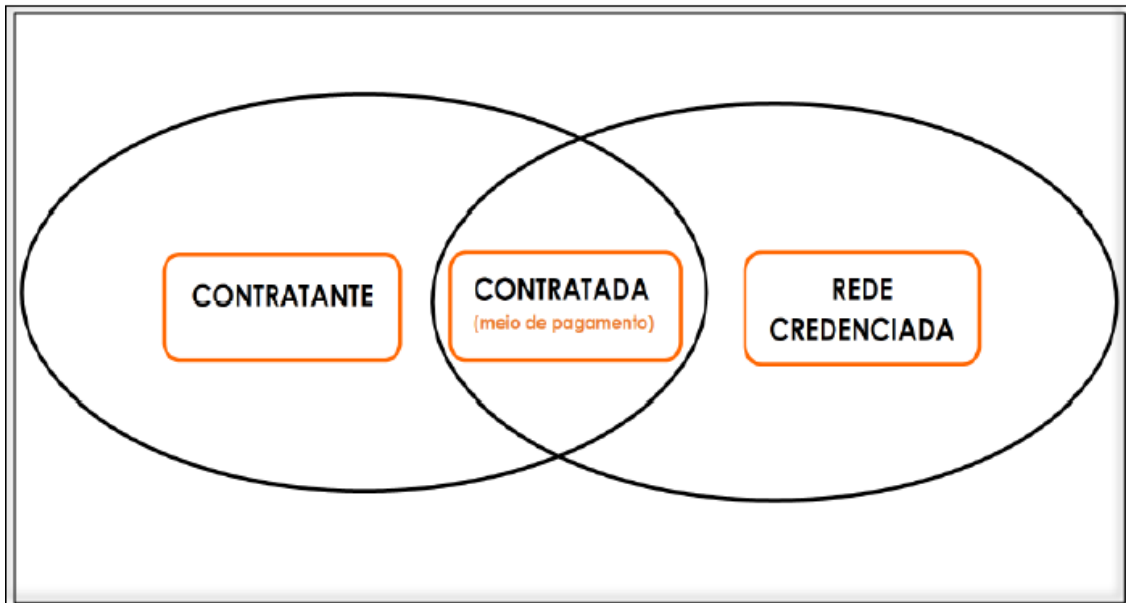 CONTRATANTE
CONTRATADA
(meio de pagamento)
REDE
CREDENCIADA